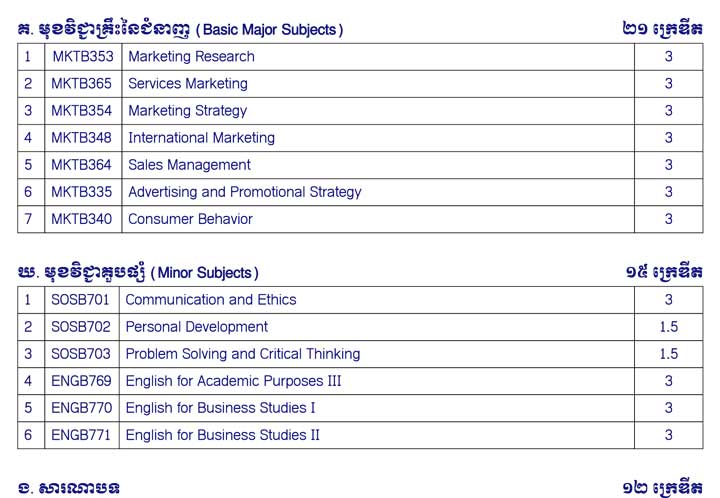 គ. មុខវិជ្ជាគ្រឹះនៃជំនាញ (Basic Major Subjects) ២១ ក្រេឌីត
1 MKTB353 Marketing Research 3
2 MKTB365 Services Marketing 3
3 MKTB354 Marketing Strategy 3
4 MKTB348 International Marketing 3
5 MKTB364 Sales Management 3
6 MKTB335 Advertising and Promotional Strategy 3
7 MKTB340 Consumer Behavior 3
ឃ. មុខវិជ្ជាគួបផ្សំ (Minor Subjects) ១៥ ក្រេឌីត
1 SOSB701 Communication and Ethics 3
2 SOSB702 Personal Development 1.5
3 SOSB703 Problem Solving and Critical Thinking 1.5
4 ENGB769 English for Academic Purposes III 3
5 ENGB770 English for Business Studies I 3
6 ENGB771 English for Business Studies II 3
ង. សារណាបទ ១២ ក្រេឌីត